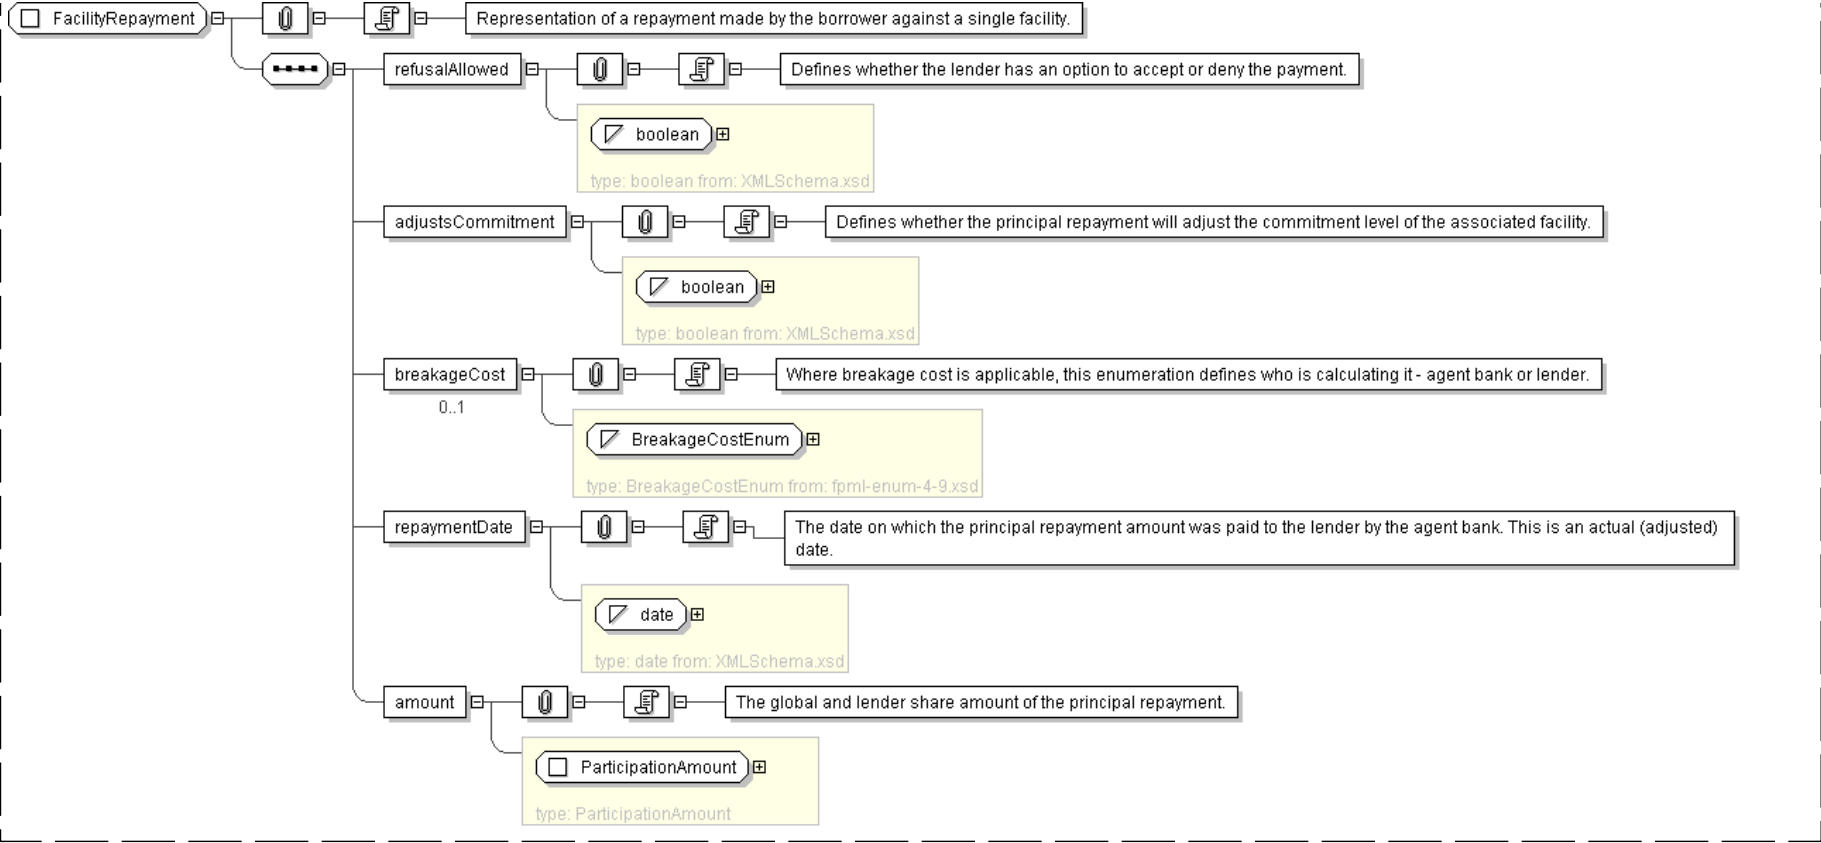 FacilityRepayment
Representation of a repayment made by the borrower against a single facility.
refusalAllowed
Defines whether the lender has an option to accept or deny the payment.
boolean
type: boolean from: XMLSchema.xsd
adjustsCommitment
Defines whether the principal repayment will adjust the commitment level of the associated facility.
boolean
type: boolean from: XMLSchema.xsd
breakageCost
Where breakage cost is applicable, this enumeration defines who is calculating it - agent bank or lender.
0..1
BreakageCostEnum
type: BreakageCostEnum from: fpml-enum-4-9.xsd
repaymentDate
The date on which the principal repayment amount was paid to the lender by the agent bank. This is an actual (adjusted)
date.
date
type: date from: XMLSchema.xsd
amount
The global and lender share amount of the principal repayment.
ParticipationAmount
type: ParticipationAmount